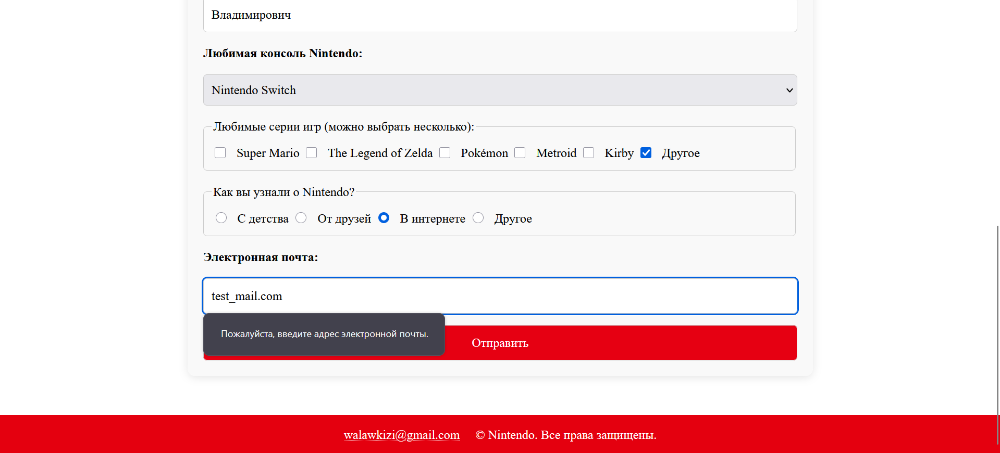 Владимирович
Любимая консоль Nintendo:
Nintendo Switch
Любимые серии игр (можно выбрать несколько):
Super Mario The Legend of Zelda Pokémon Metroid Kirby Другое
Как вы узнали о Nintendo?
С детства От друзей В интернете Другое
Электронная почта:
test_mail.com
Пожалуйста, введите адрес электронной почты.
Отправить
walawkizi@gmail.com © Nintendo. Все права защищены.